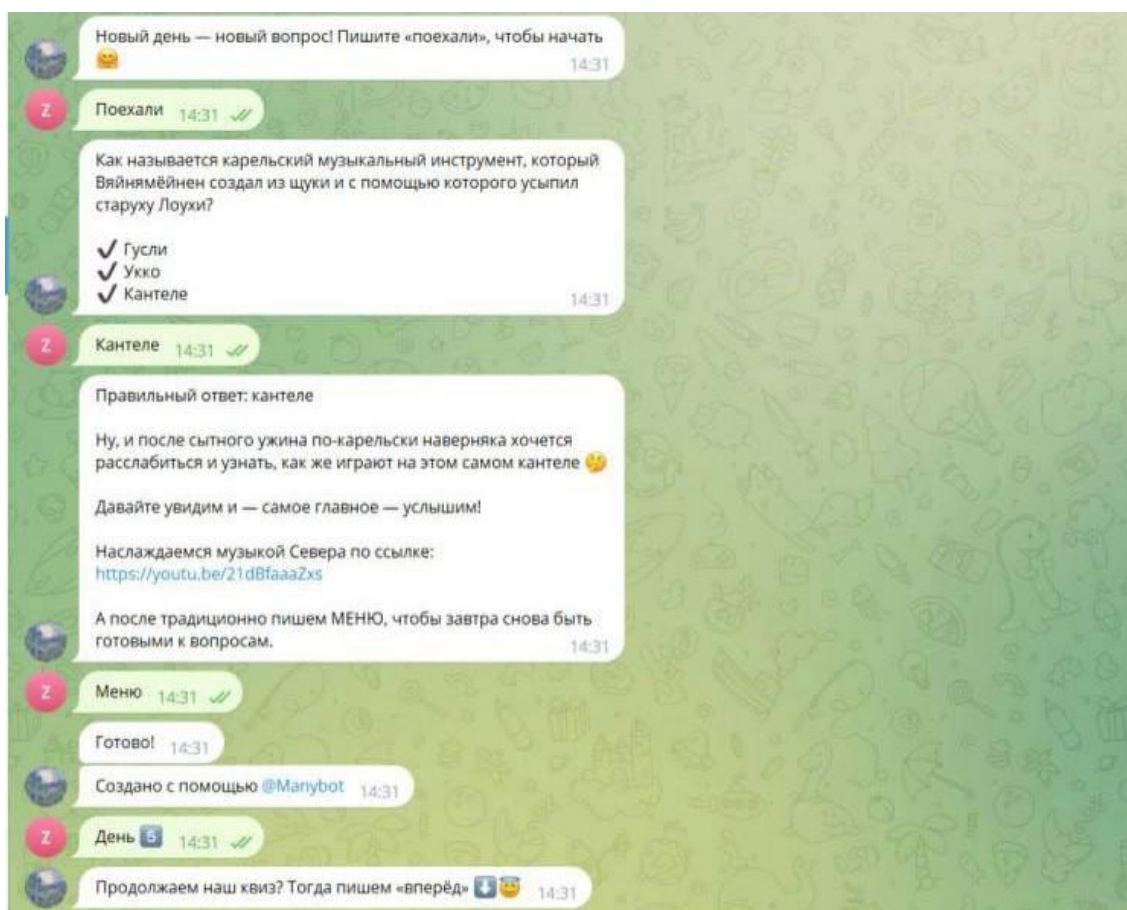 Новый день — новый вопрос! Пишите «поехали», чтобы начать
🤗 14:31
Z Поехали 14:31
Как называется карельский музыкальный инструмент, который
Вяйнямёйнен создал из щуки и с помощью которого усыпил
старуху Лоухи?
✔ Гусли
✔ Укко
✔ Кантеле 14:31
Z Кантеле 14:31
Правильный ответ: кантеле
Ну, и после сытного ужина по-карельски наверняка хочется
расслабиться и узнать, как же играют на этом самом кантеле 🤔
Давайте увидим и — самое главное — услышим!
Наслаждаемся музыкой Севера по ссылке:
https://youtu.be/21dBfaaaZxs
А после традиционно пишем МЕНЮ, чтобы завтра снова быть
готовыми к вопросам. 14:31
Z Меню 14:31
Готово! 14:31
Создано с помощью @Manybot 14:31
Z День 5️⃣ 14:31
Продолжаем наш квиз? Тогда пишем «вперёд» ⬇️😇 14:31